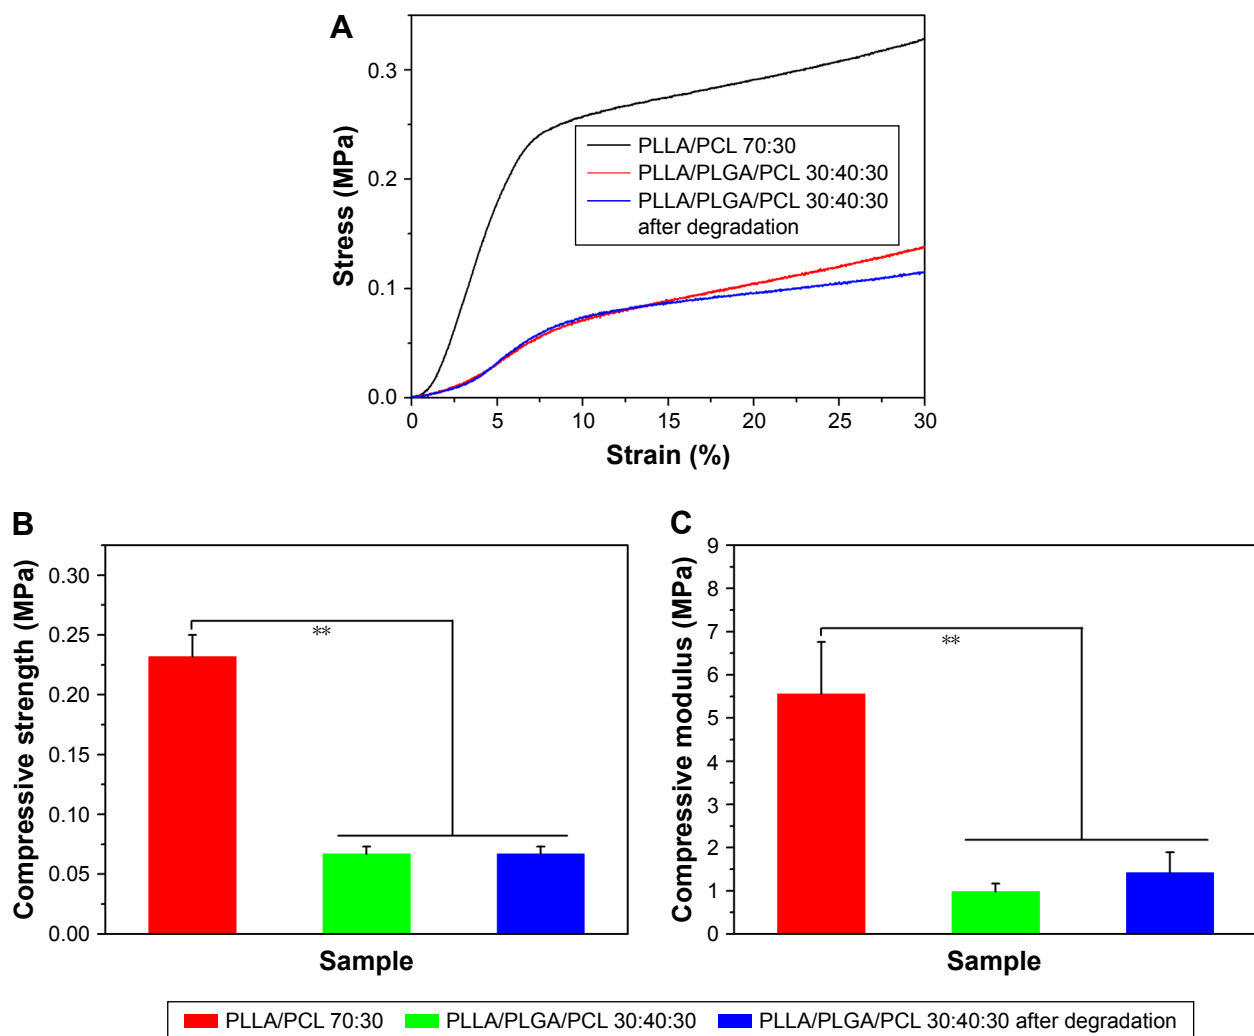 A
Stress (MPa)
0.3
0.2
0.1
0.0
PLLA/PCL 70:30
PLLA/PLGA/PCL 30:40:30
PLLA/PLGA/PCL 30:40:30
after degradation
0 5 10 15 20 25 30
Strain (%)
B
Compressive strength (MPa)
0.30
0.25
0.20
0.15
0.10
0.05
0.00
**
Sample
C
Compressive modulus (MPa)
9
8
7
6
5
4
3
2
1
0
**
Sample
PLLA/PCL 70:30 PLLA/PLGA/PCL 30:40:30 PLLA/PLGA/PCL 30:40:30 after degradation